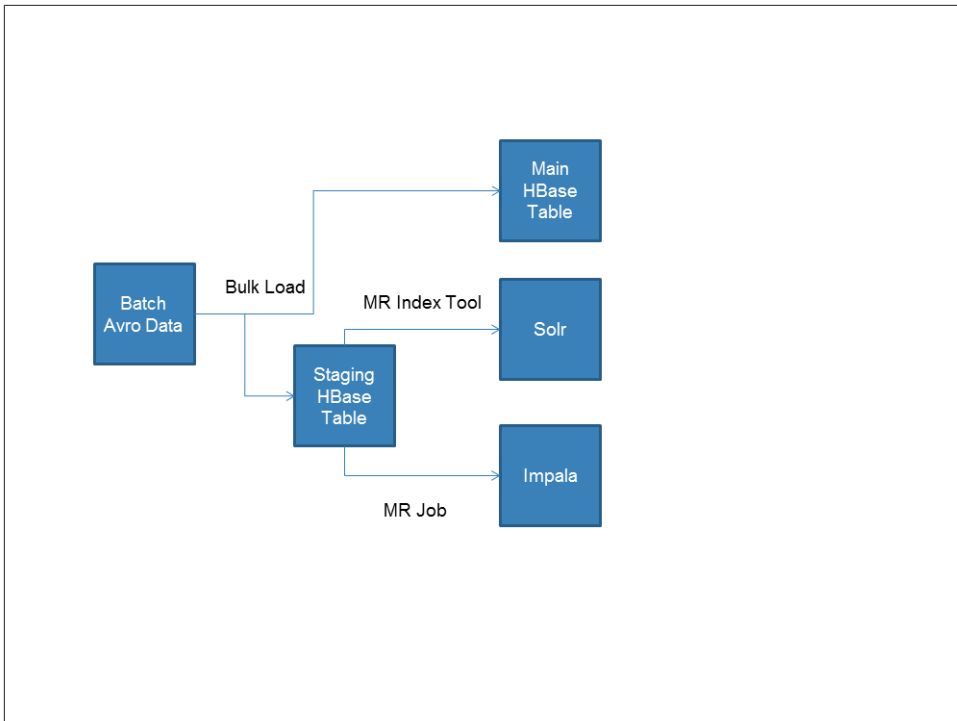 Main
HBase
Table
Bulk Load
Batch
Avro Data
MR Index Tool
Solr
Staging
HBase
Table
Impala
MR Job